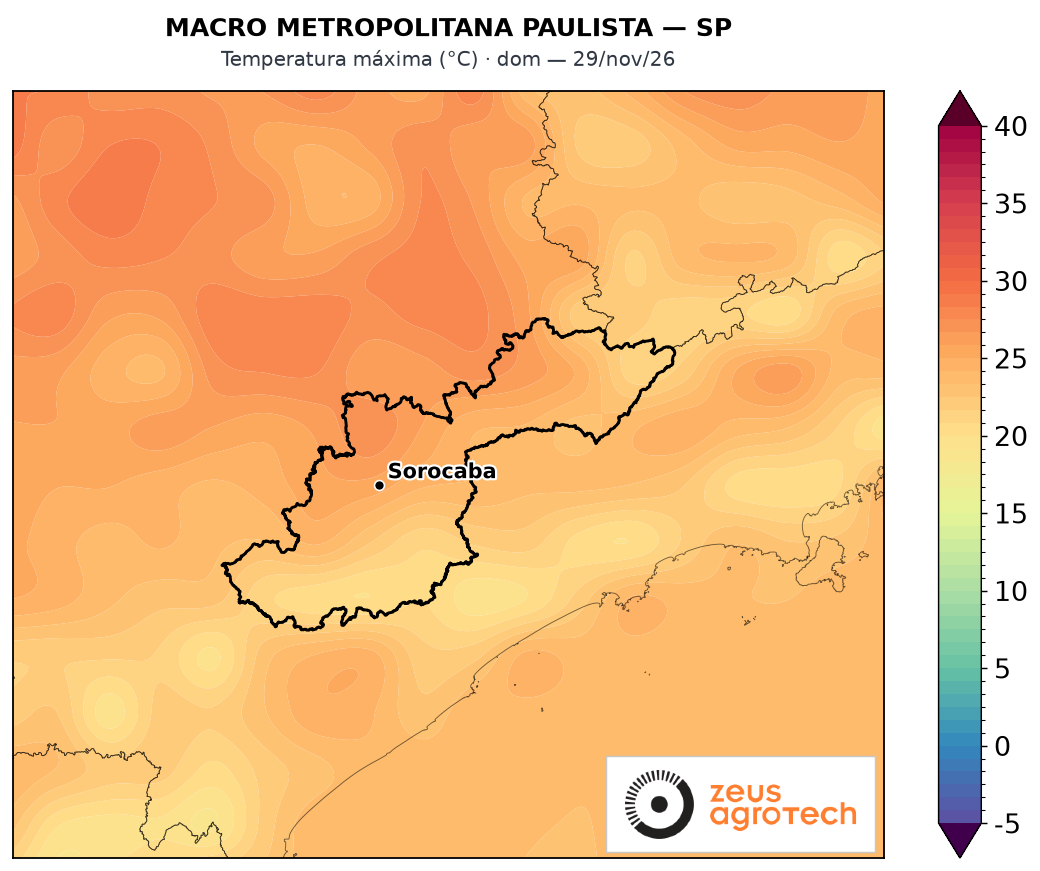 MACRO METROPOLITANA PAULISTA — SP
Temperatura máxima (°C) · dom — 29/nov/26
40
35
30
25
20
15
10
5
0
-5
Sorocaba
zeus
agrotech